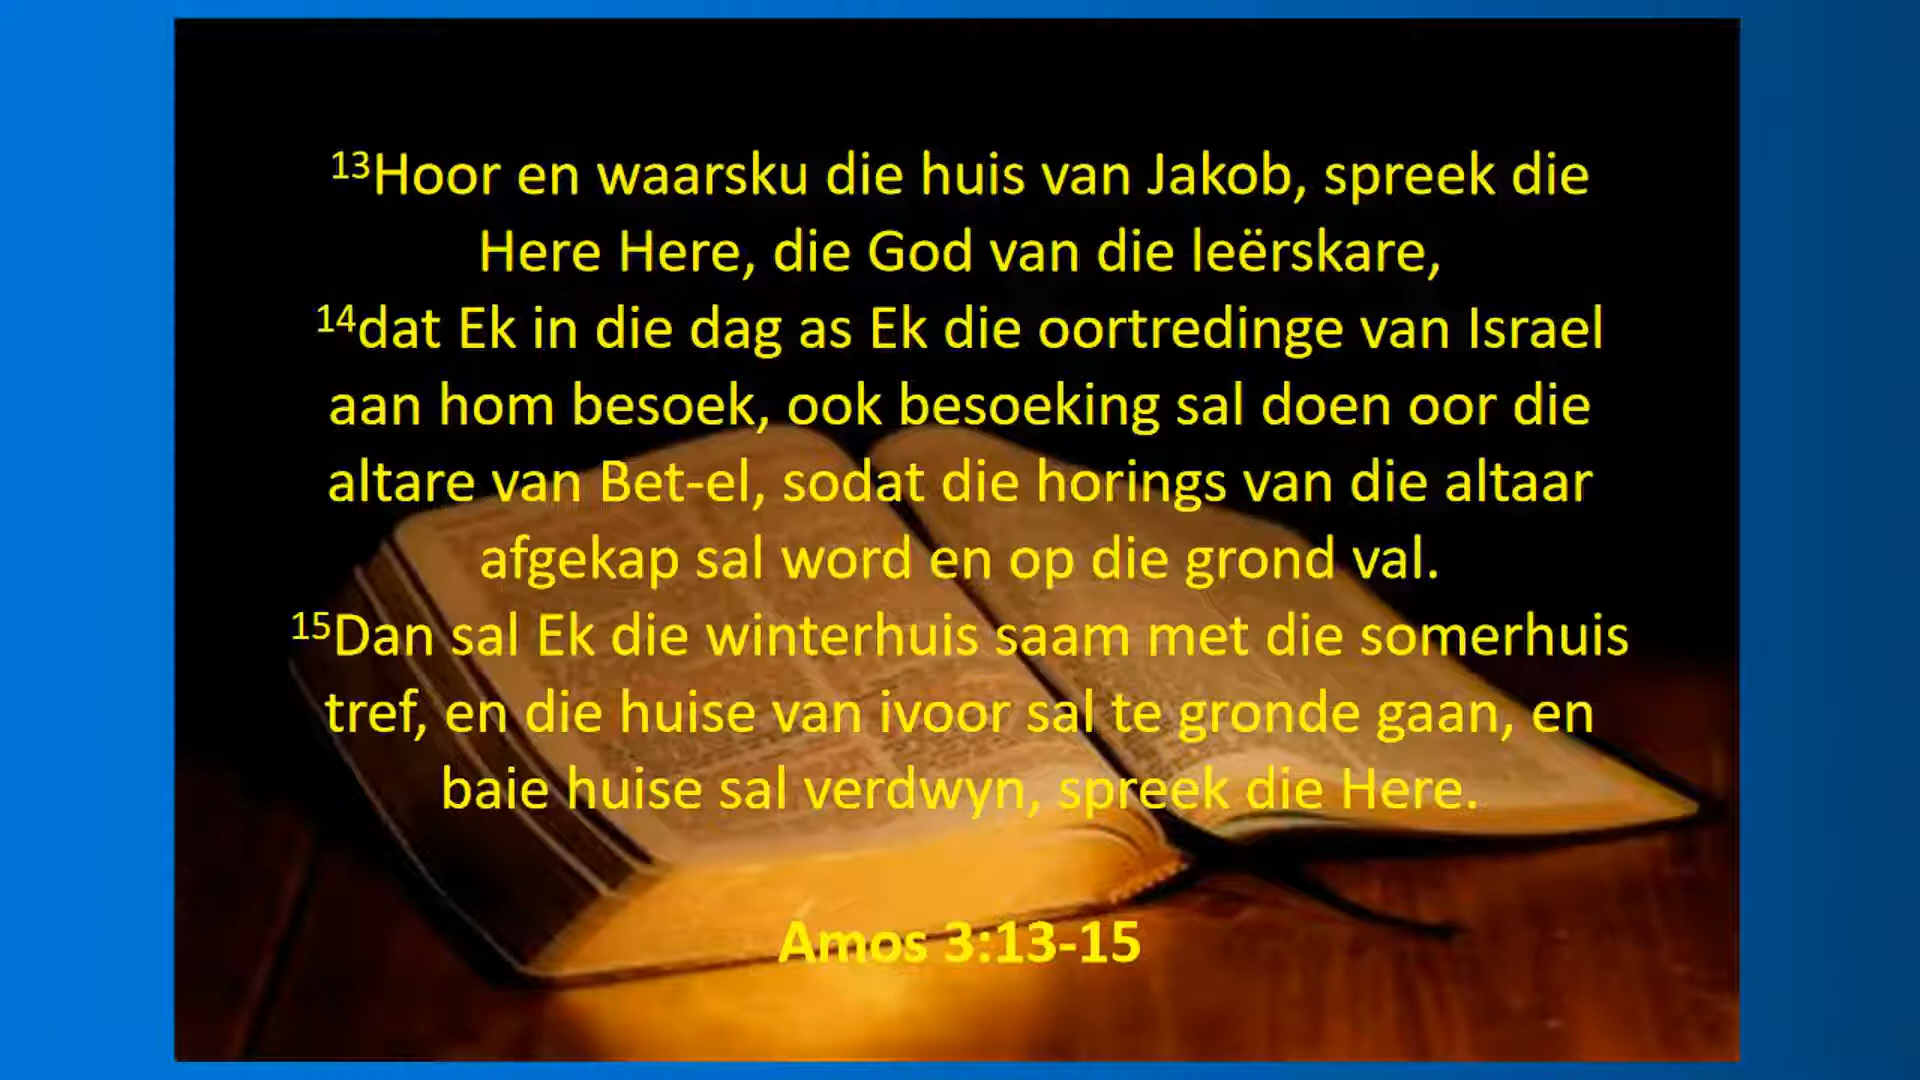 13Hoor en waarsku die huis van Jakob, spreek die
Here Here, die God van die leërskare,
14dat Ek in die dag as Ek die oortredinge van Israel
aan hom besoek, ook besoeking sal doen oor die
altare van Bet-el, sodat die horings van die altaar
afgekap sal word en op die grond val.
15Dan sal Ek die winterhuis saam met die somerhuis
tref, en die huise van ivoor sal te gronde gaan, en
baie huise sal verdwyn, spreek die Here.
Amos 3:13-15